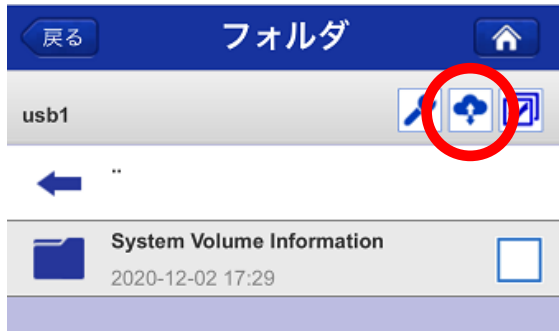 戻る
フォルダ
usb1
..
System Volume Information
2020-12-02 17:29